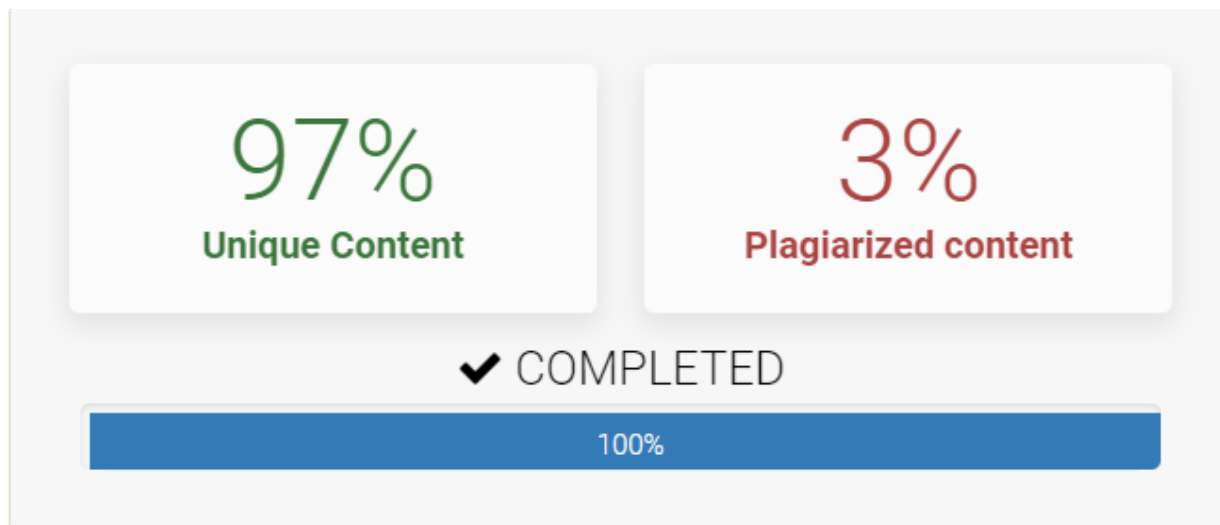 97%
Unique Content
3%
Plagiarized content
✔ COMPLETED
100%